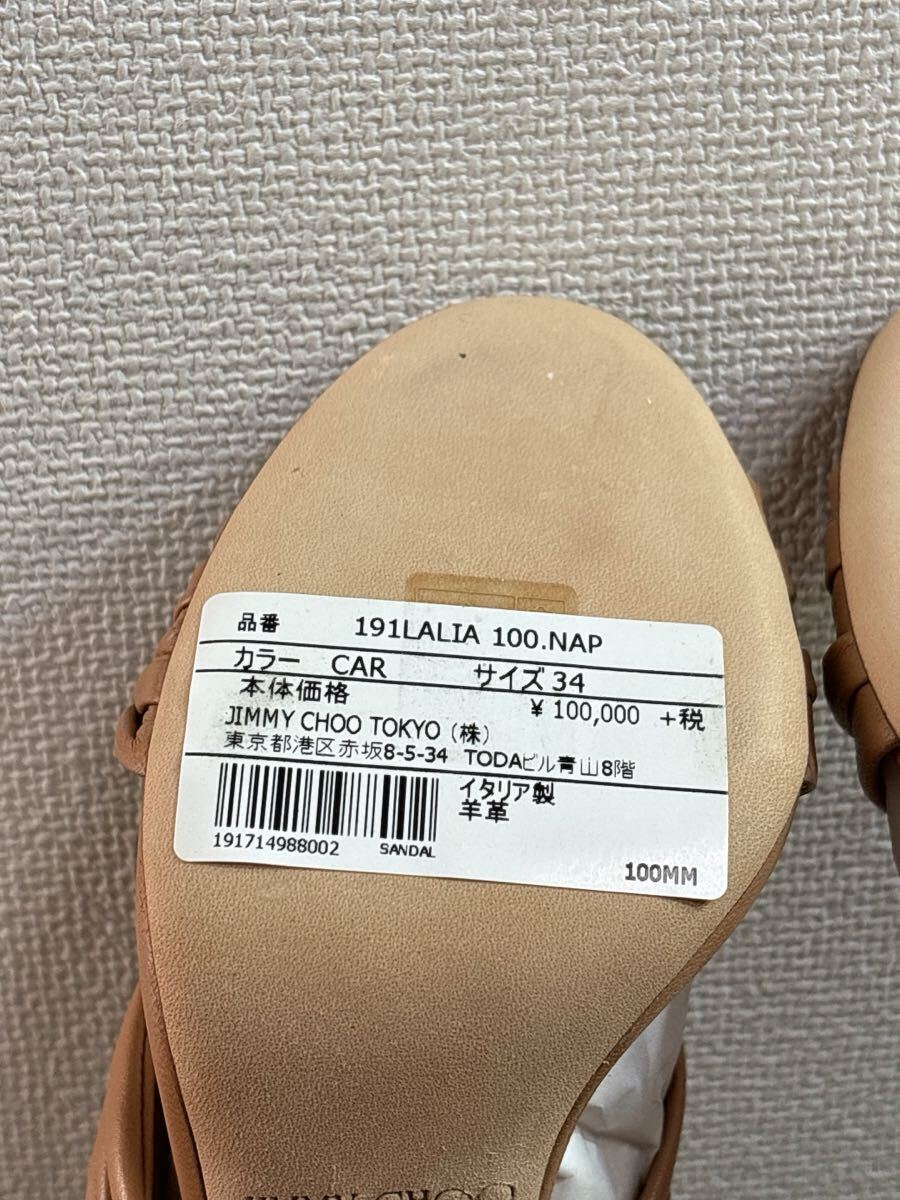 品番 191LALIA 100.NAP
カラー CAR サイズ 34
本体価格 ¥ 100,000 +税
JIMMY CHOO TOKYO (株)
東京都港区赤坂8-5-34 TODAビル青山8階
イタリア製
羊革
191714988002 SANDAL
100MM
JIMMY CHOO